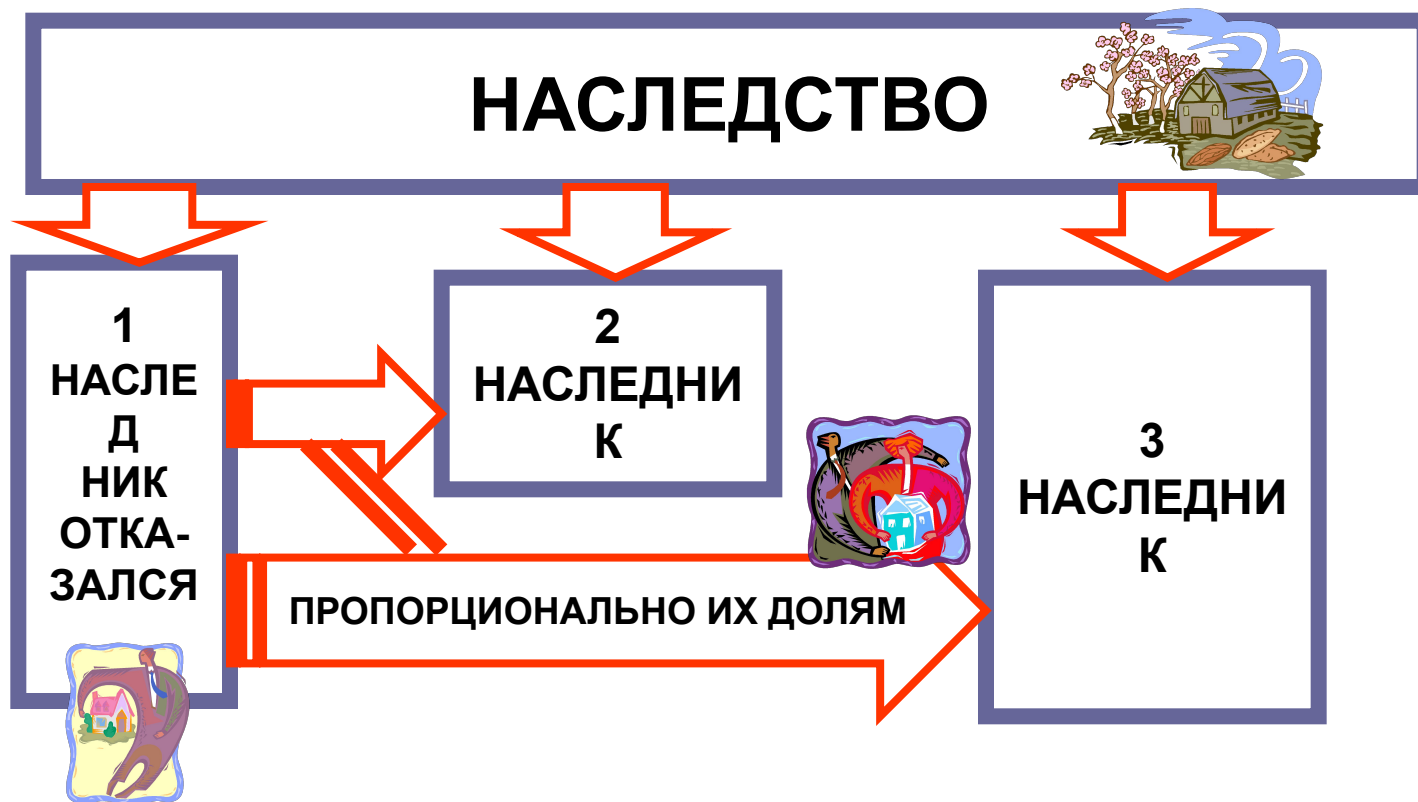 НАСЛЕДСТВО
1
НАСЛЕ
Д
НИК
ОТКА-
ЗАЛСЯ
2
НАСЛЕДНИ
К
3
НАСЛЕДНИ
К
ПРОПОРЦИОНАЛЬНО ИХ ДОЛЯМ